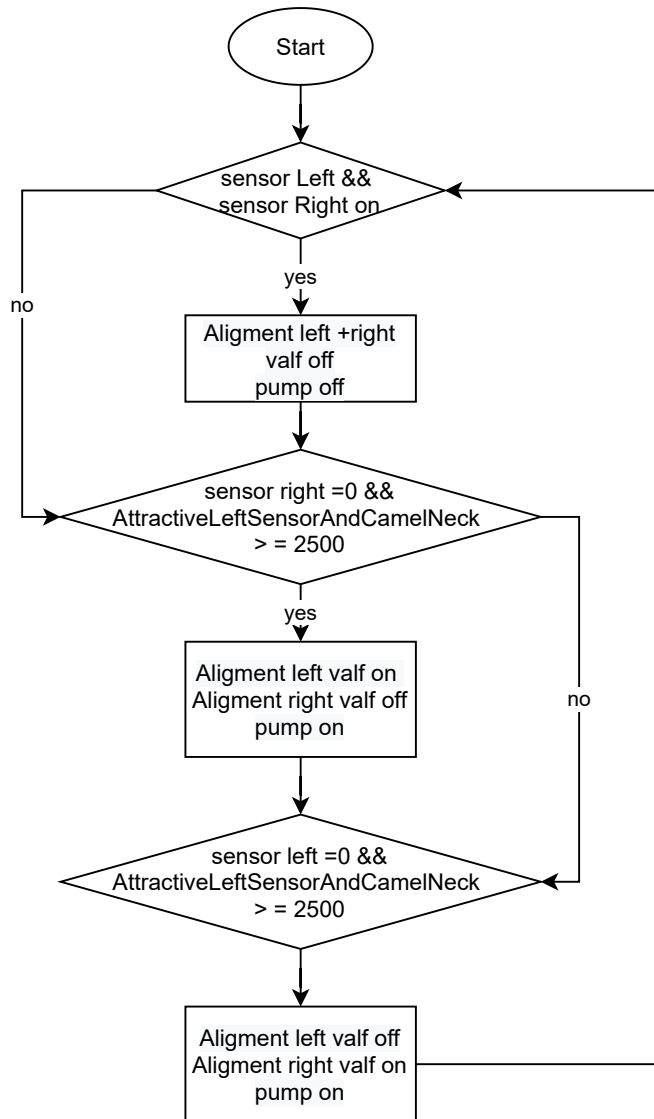 Start
sensor Left &&
sensor Right on
yes
no
Aligment left +right
valf off
pump off
sensor right =0 &&
AttractiveLeftSensorAndCamelNeck
> = 2500
yes
Aligment left valf on
Aligment right valf off
pump on
no
sensor left =0 &&
AttractiveLeftSensorAndCamelNeck
> = 2500
Aligment left valf off
Aligment right valf on
pump on